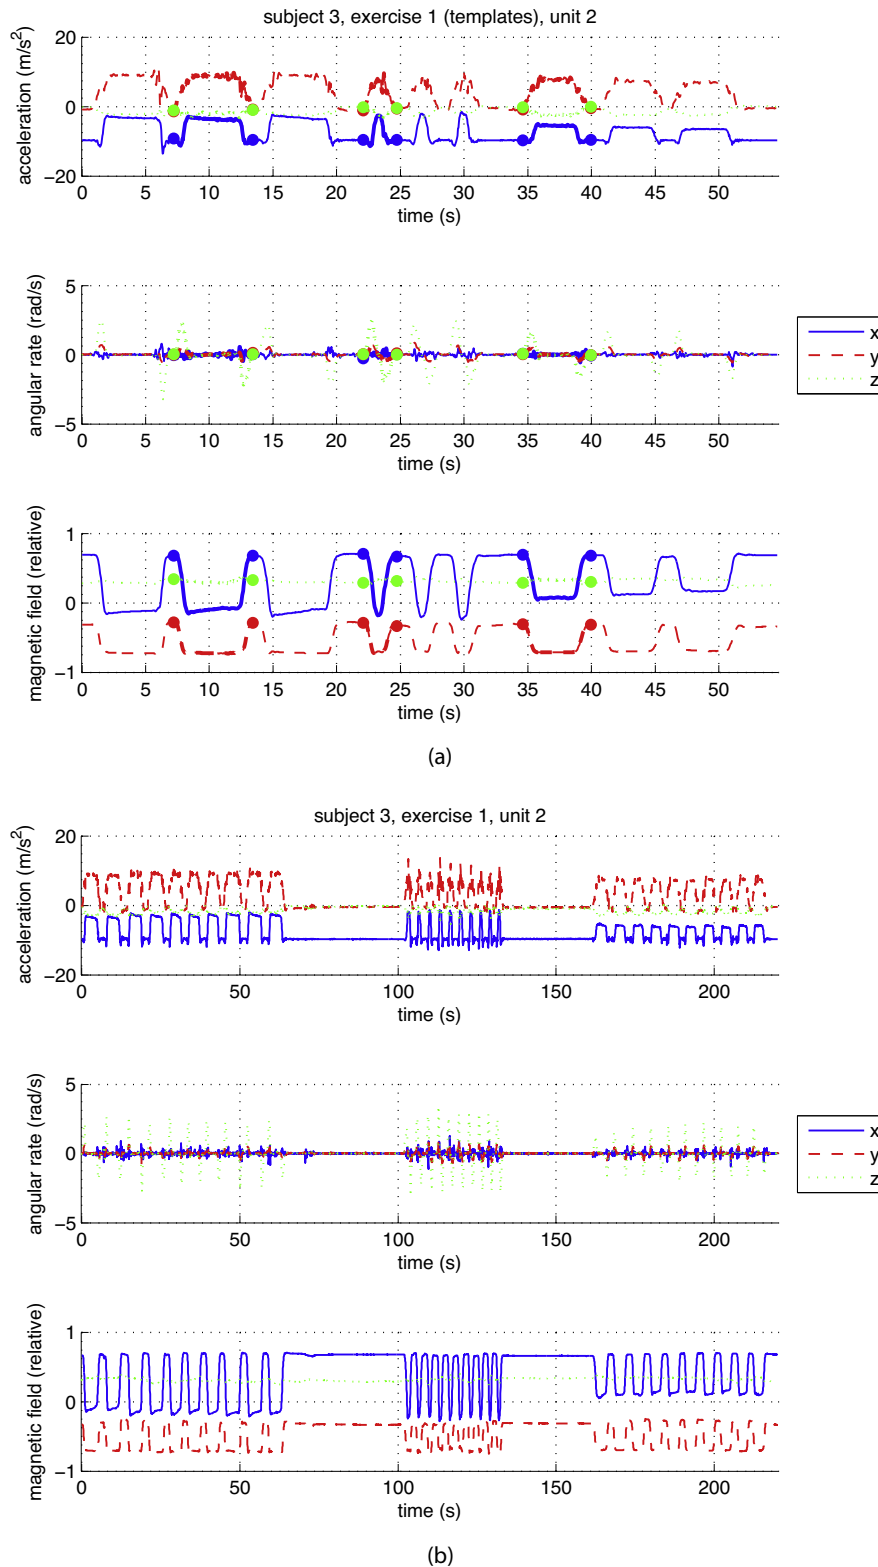 subject 3, exercise 1 (templates), unit 2
acceleration (m/s²)
20
0
−20
0 5 10 15 20 25 30 35 40 45 50
time (s)
angular rate (rad/s)
5
0
−5
0 5 10 15 20 25 30 35 40 45 50
time (s)
x
y
z
magnetic field (relative)
1
0
−1
0 5 10 15 20 25 30 35 40 45 50
time (s)
(a)
subject 3, exercise 1, unit 2
acceleration (m/s²)
20
0
−20
0 50 100 150 200
time (s)
angular rate (rad/s)
5
0
−5
0 50 100 150 200
time (s)
x
y
z
magnetic field (relative)
1
0
−1
0 50 100 150 200
time (s)
(b)